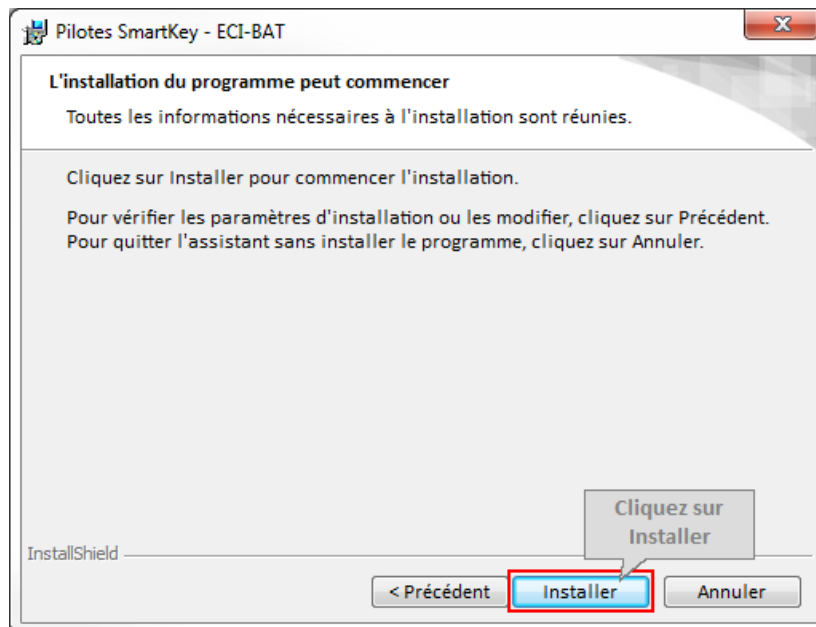 Pilotes SmartKey - ECI-BAT
L'installation du programme peut commencer
Toutes les informations nécessaires à l'installation sont réunies.
Cliquez sur Installer pour commencer l'installation.
Pour vérifier les paramètres d'installation ou les modifier, cliquez sur Précédent.
Pour quitter l'assistant sans installer le programme, cliquez sur Annuler.
Cliquez sur
Installer
InstallShield
< Précédent Installer Annuler